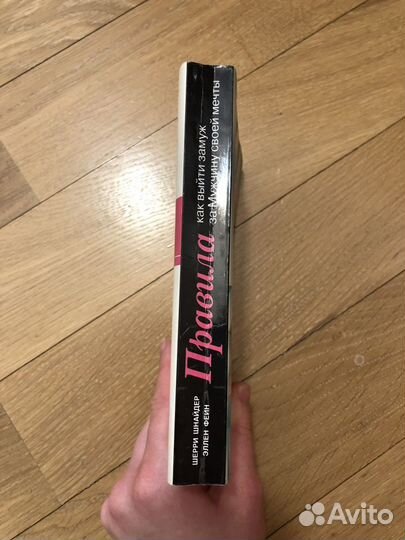 ШЕРРИ ШНАЙДЕР
ЭЛЛЕН ФЕЙН
Правила
как выйти замуж
за Мужчину своей мечты
Avito